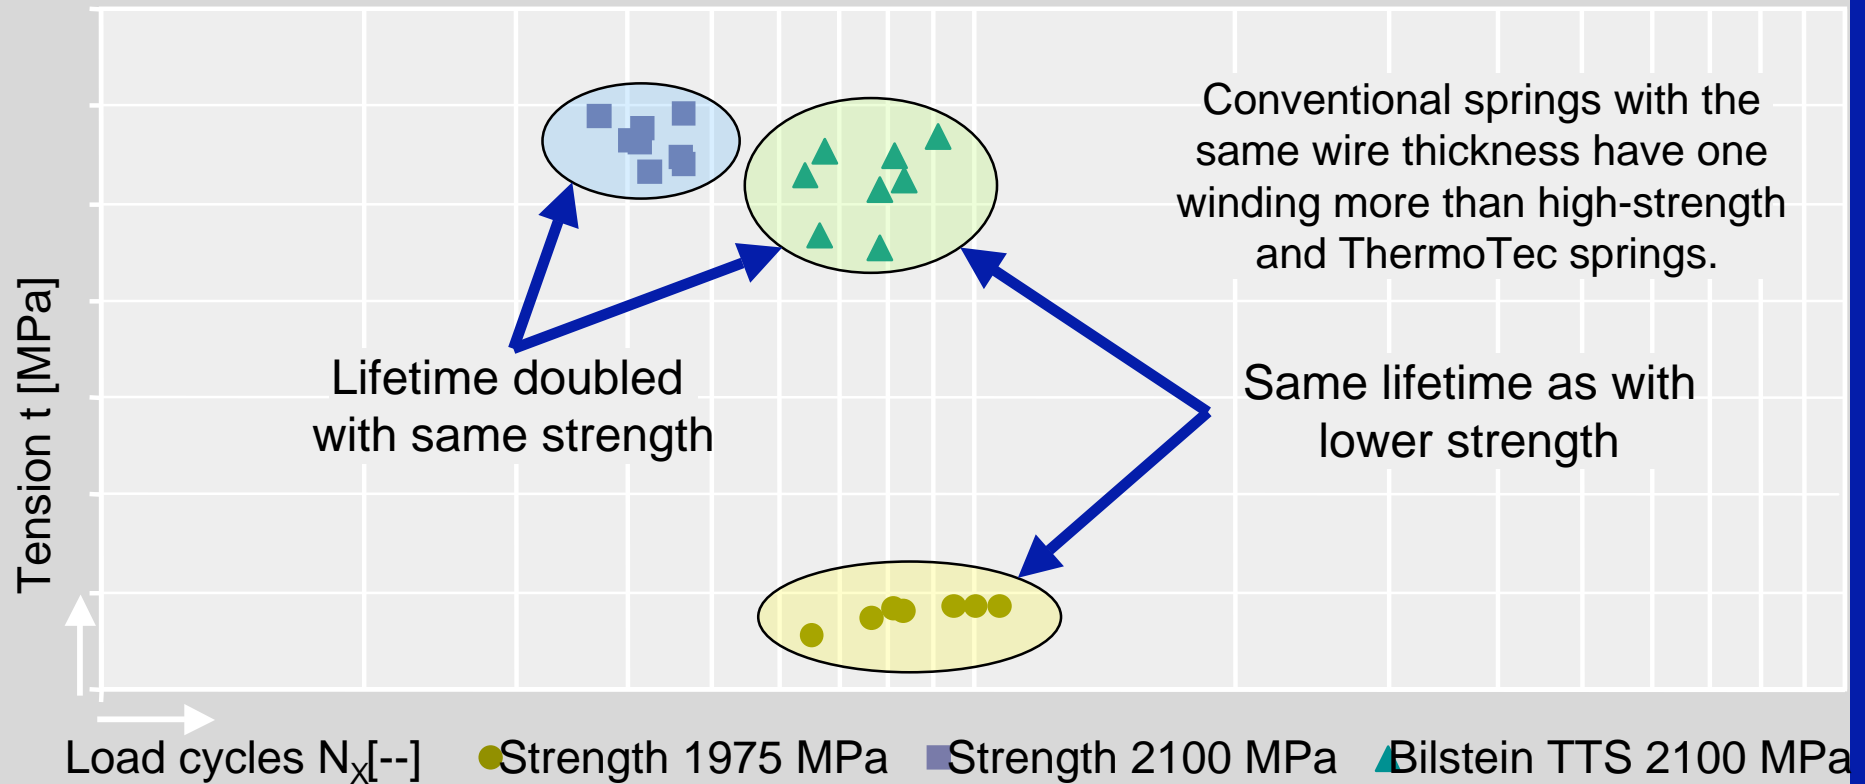 Conventional springs with the
same wire thickness have one
winding more than high-strength
and ThermoTec springs.
Tension t [MPa]
Lifetime doubled
with same strength
Same lifetime as with
lower strength
Load cycles Nₓ[--]
Strength 1975 MPa
Strength 2100 MPa
Bilstein TTS 2100 MPa